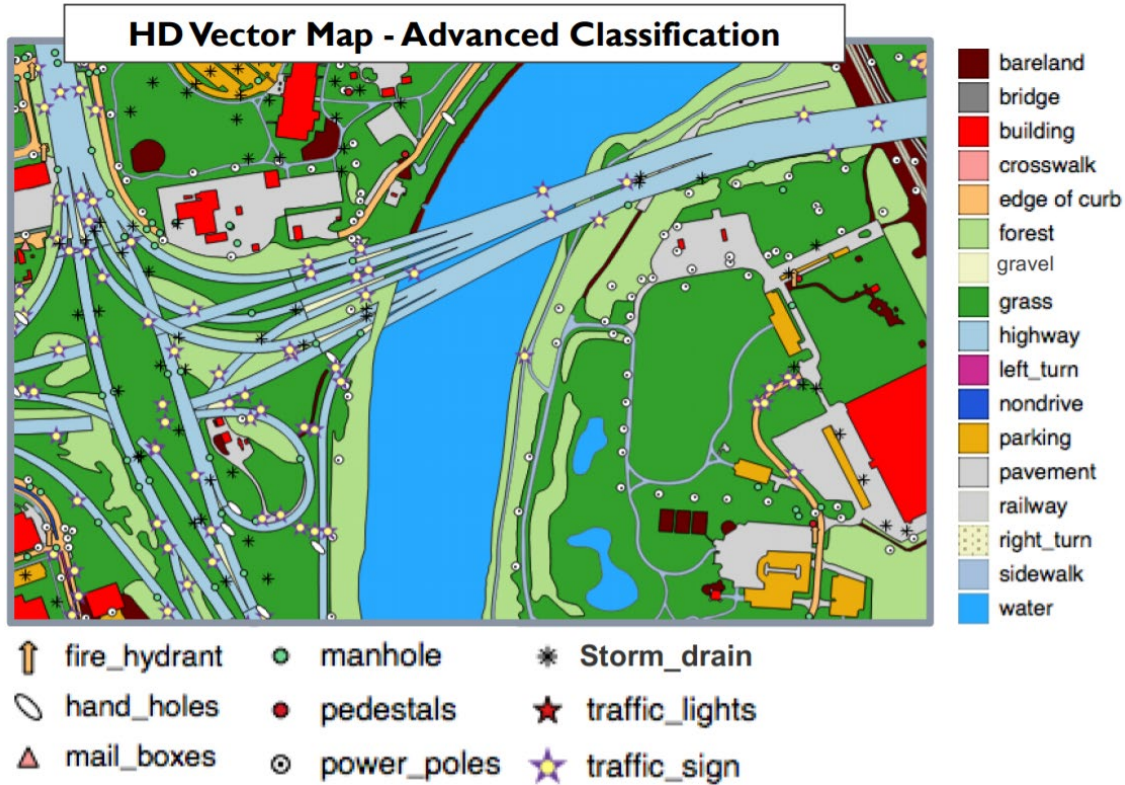 HD Vector Map - Advanced Classification
bareland
bridge
building
crosswalk
edge of curb
forest
gravel
grass
highway
left_turn
nondrive
parking
pavement
railway
right_turn
sidewalk
water
fire_hydrant
manhole
Storm_drain
hand_holes
pedestals
traffic_lights
mail_boxes
power_poles
traffic_sign